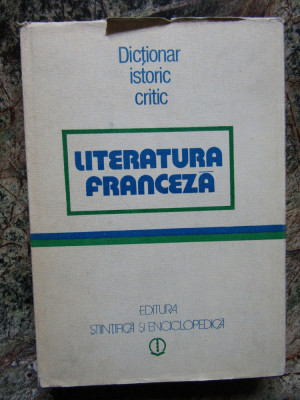 Dicționar
istoric
critic
LITERATURA
FRANCEZĂ
EDITURA
ȘTIINȚIFICĂ ȘI ENCICLOPEDICĂ